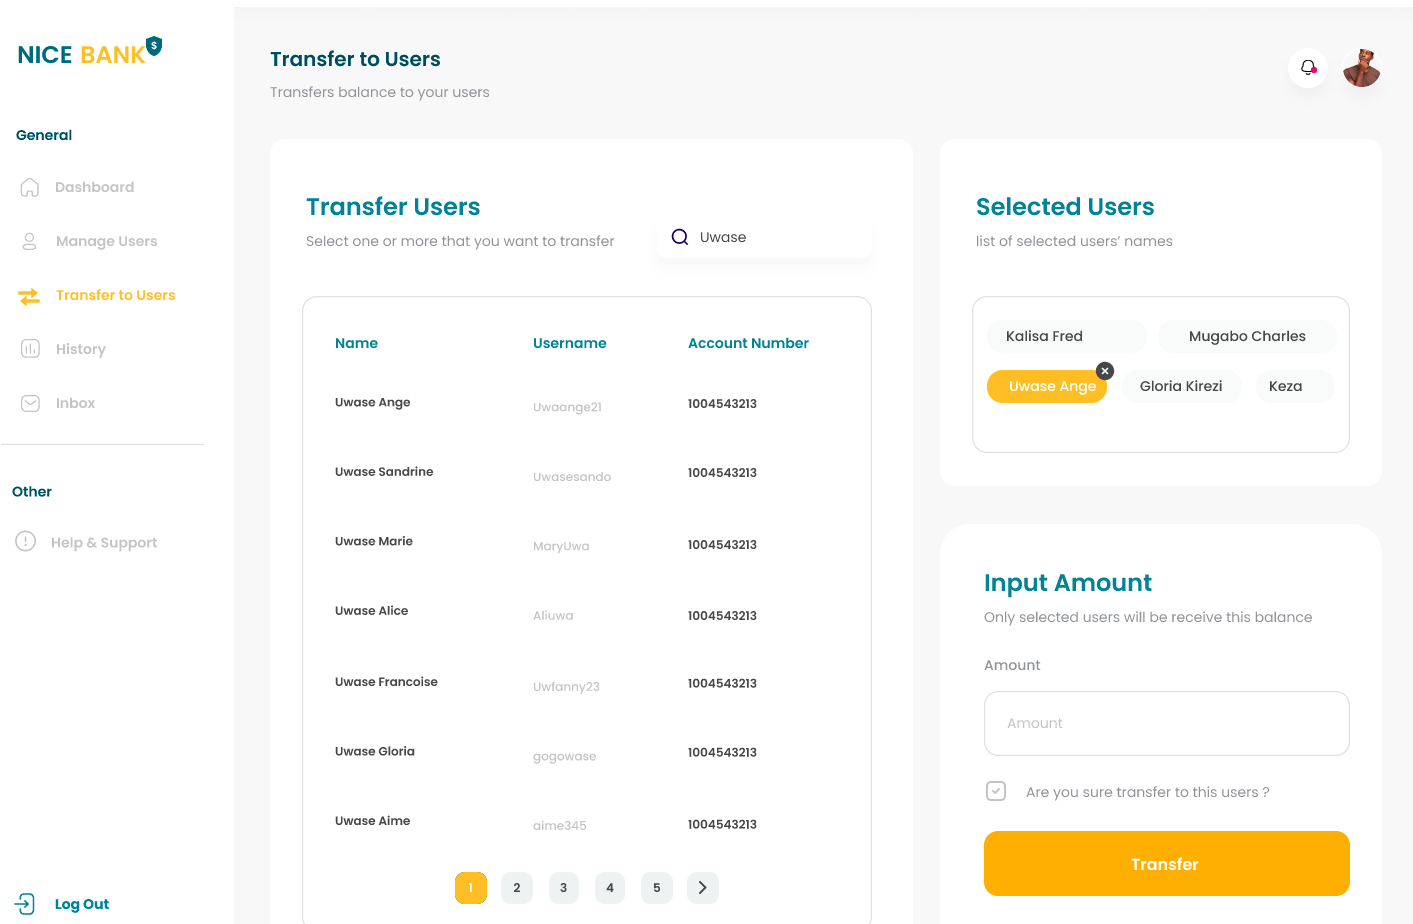 NICE BANK
$
General
Dashboard
Manage Users
Transfer to Users
History
Inbox
Other
Help & Support
Log Out
Transfer to Users
Transfers balance to your users
Transfer Users
Select one or more that you want to transfer
Uwase
Name Username Account Number
Uwase Ange Uwaange21 1004543213
Uwase Sandrine Uwasesando 1004543213
Uwase Marie MaryUwa 1004543213
Uwase Alice Aliuwa 1004543213
Uwase Francoise Uwfanny23 1004543213
Uwase Gloria gogowase 1004543213
Uwase Aime aime345 1004543213
1 2 3 4 5
Selected Users
list of selected users’ names
Kalisa Fred Mugabo Charles
Uwase Ange Gloria Kirezi Keza
Input Amount
Only selected users will be receive this balance
Amount
Amount
Are you sure transfer to this users ?
Transfer